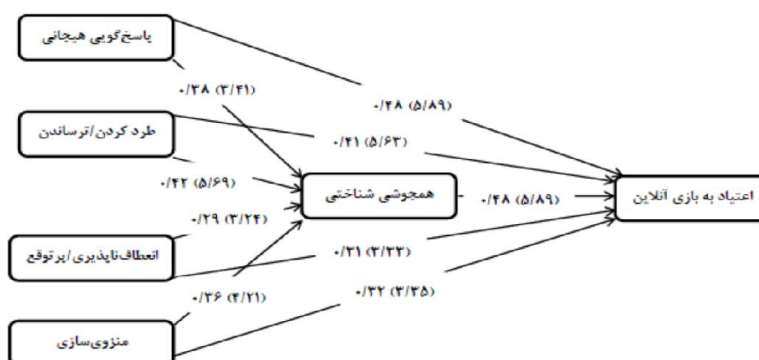 پاسخ‌گویی هیجانی
۰/۳۸ (۳/۴۱)
۰/۴۸ (۵/۸۹)
طرد کردن/ترساندن
۰/۴۱ (۵/۶۳)
۰/۴۲ (۵/۶۹)
همجوشی شناختی
۰/۴۸ (۵/۸۹)
اعتیاد به بازی آنلاین
۰/۲۹ (۳/۲۴)
انعطاف‌ناپذیری/پرتوقع
۰/۳۱ (۳/۳۳)
۰/۳۶ (۴/۲۱)
۰/۳۲ (۳/۳۵)
منزوی‌سازی